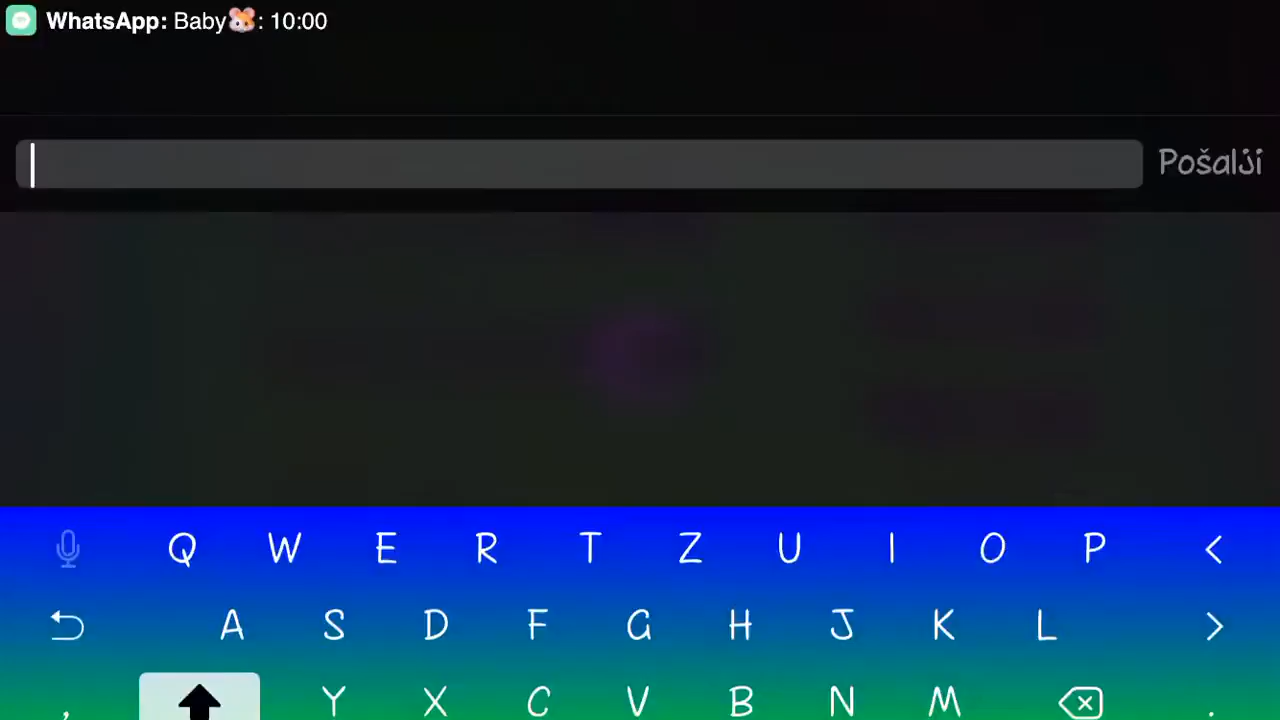 WhatsApp: Baby🐹: 10:00
Pošalji
Q W E R T Z U I O P <
A S D F G H J K L >
, Y X C V B N M .